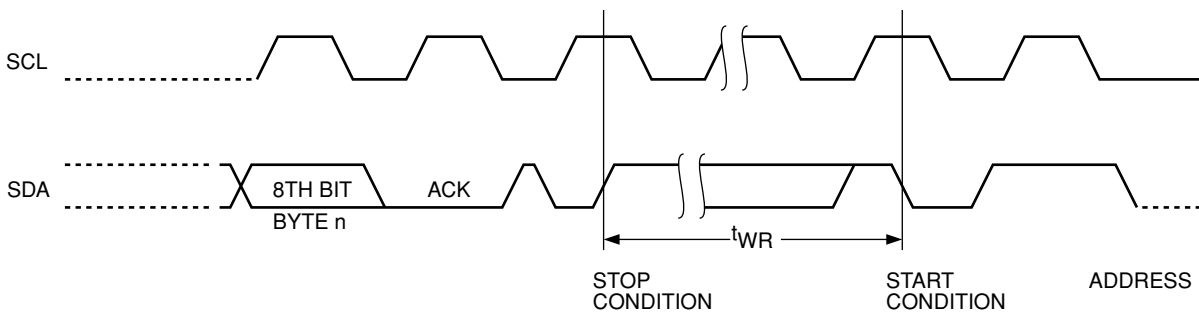 SCL
SDA
8TH BIT
ACK
BYTE n
tWR
STOP
CONDITION
START
CONDITION
ADDRESS